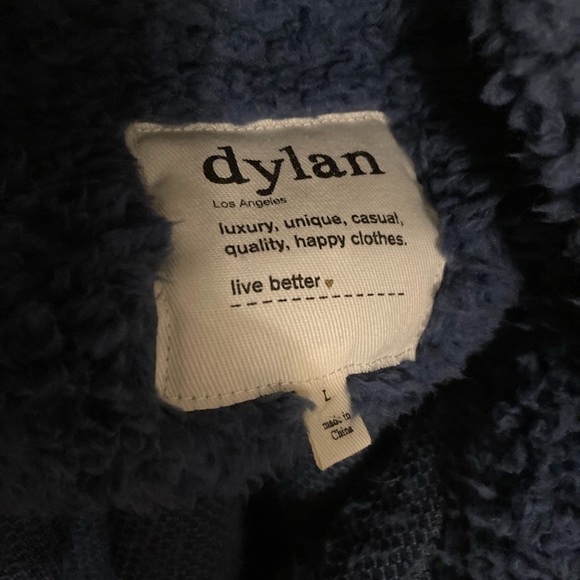 dylan
Los Angeles
luxury, unique, casual,
quality, happy clothes.
live better ♥
L
made in
China